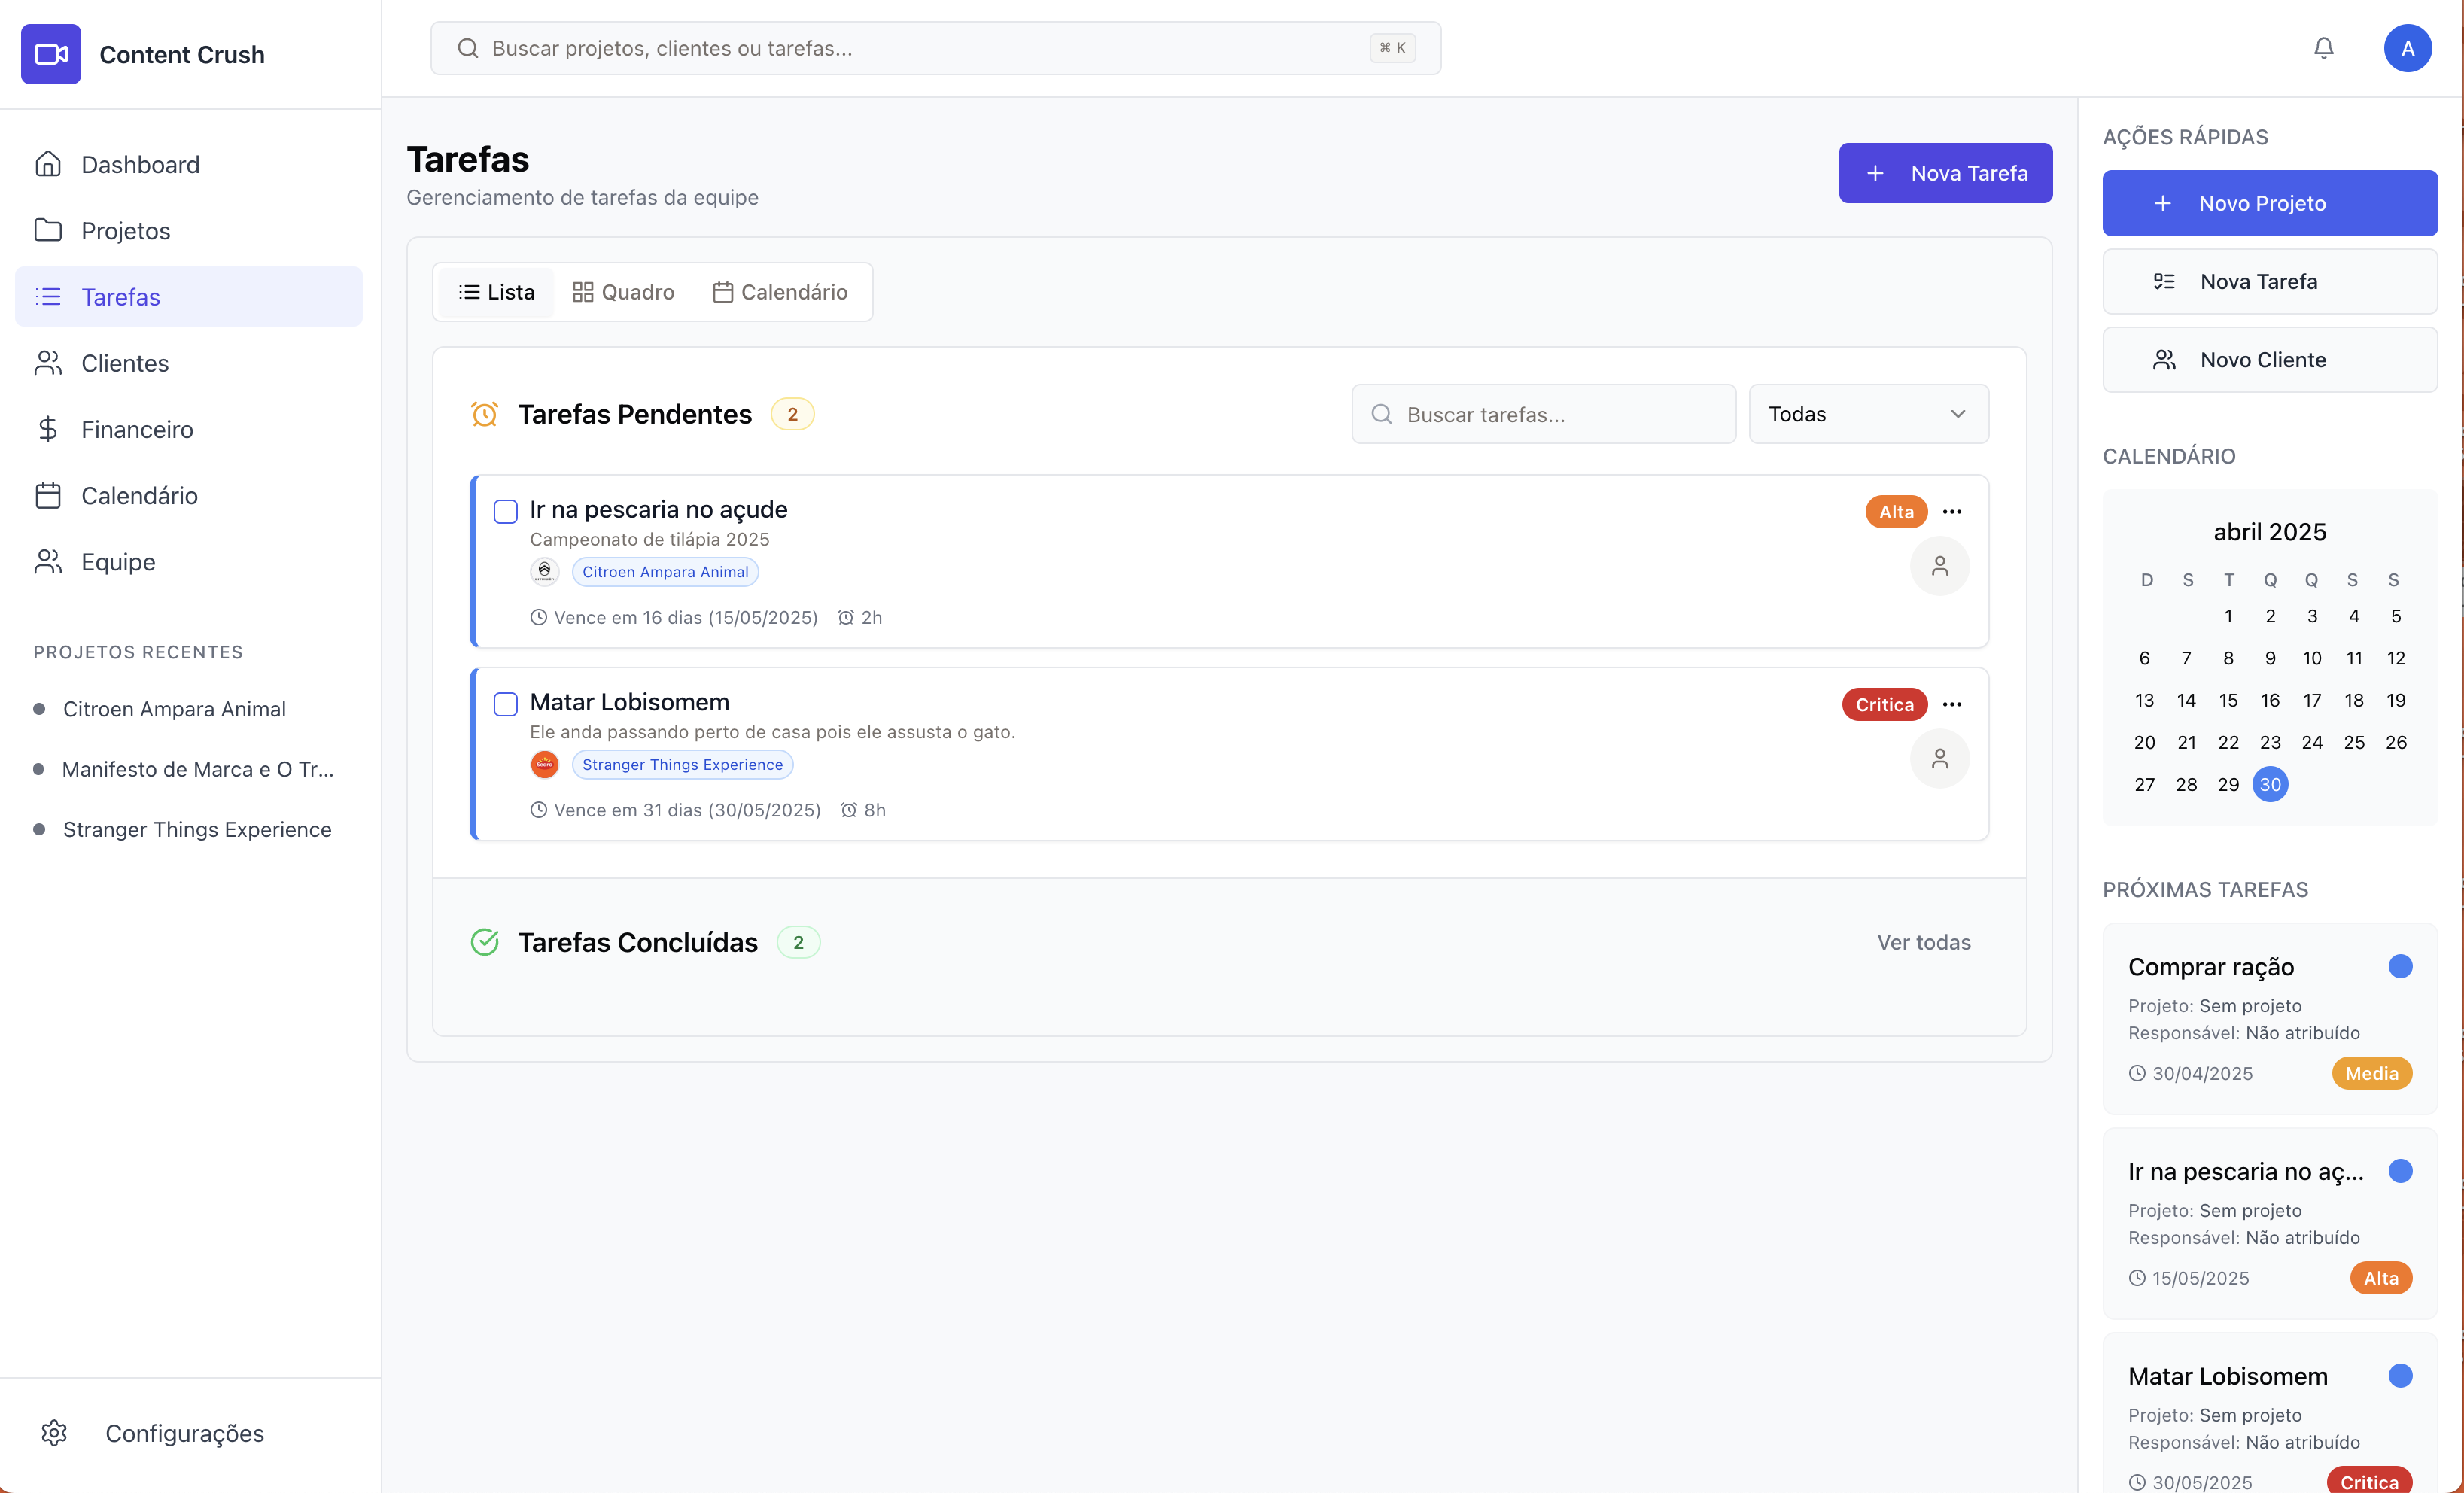 Content Crush
Buscar projetos, clientes ou tarefas...
⌘ K
A
Dashboard
Projetos
Tarefas
Clientes
Financeiro
Calendário
Equipe
PROJETOS RECENTES
Citroen Ampara Animal
Manifesto de Marca e O Tr...
Stranger Things Experience
Configurações
Tarefas
Gerenciamento de tarefas da equipe
Nova Tarefa
Lista
Quadro
Calendário
Tarefas Pendentes 2
Buscar tarefas...
Todas
Ir na pescaria no açude
Alta
Campeonato de tilápia 2025
Citroen Ampara Animal
Vence em 16 dias (15/05/2025) 2h
Matar Lobisomem
Critica
Ele anda passando perto de casa pois ele assusta o gato.
Seara
Stranger Things Experience
Vence em 31 dias (30/05/2025) 8h
Tarefas Concluídas 2
Ver todas
AÇÕES RÁPIDAS
Novo Projeto
Nova Tarefa
Novo Cliente
CALENDÁRIO
abril 2025
D S T Q Q S S
1 2 3 4 5
6 7 8 9 10 11 12
13 14 15 16 17 18 19
20 21 22 23 24 25 26
27 28 29 30
PRÓXIMAS TAREFAS
Comprar ração
Projeto: Sem projeto
Responsável: Não atribuído
30/04/2025
Media
Ir na pescaria no aç...
Projeto: Sem projeto
Responsável: Não atribuído
15/05/2025
Alta
Matar Lobisomem
Projeto: Sem projeto
Responsável: Não atribuído
30/05/2025
Critica